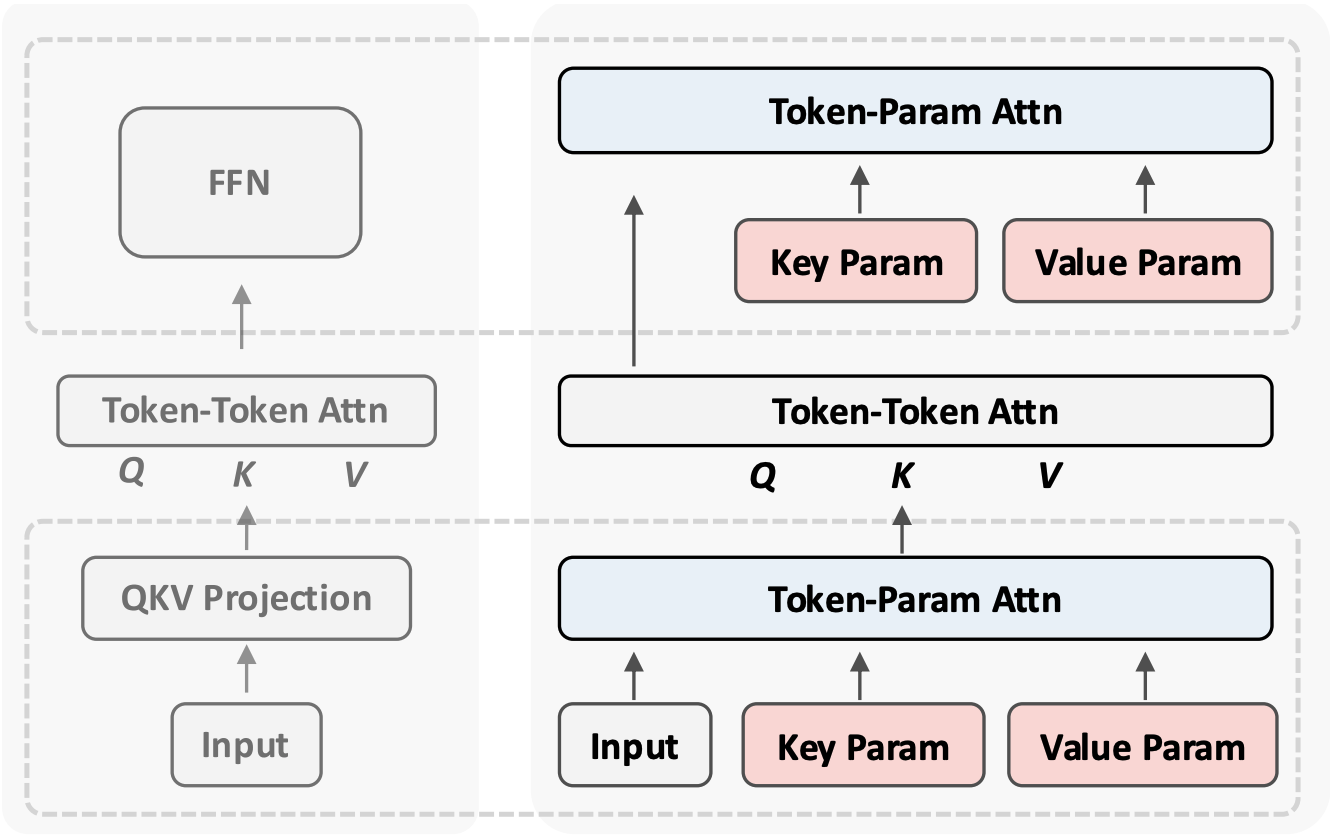 FFN
Token-Token Attn
Q K V
QKV Projection
Input
Token-Param Attn
Key Param
Value Param
Token-Token Attn
Q K V
Token-Param Attn
Input
Key Param
Value Param